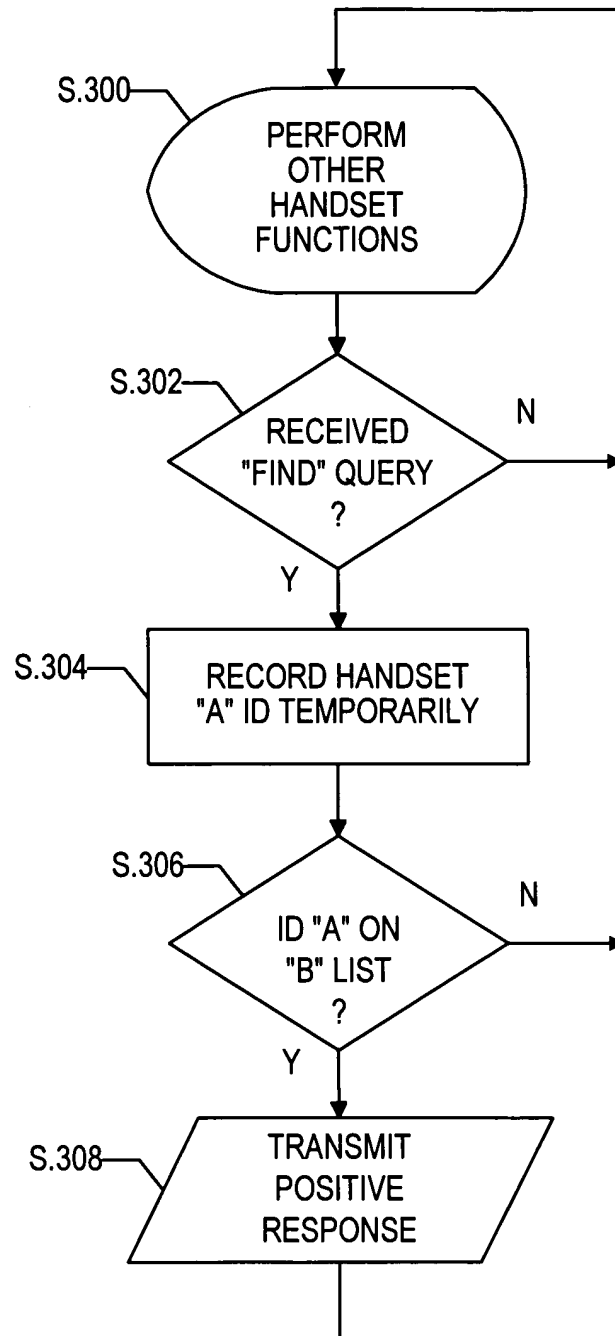 S.300
PERFORM
OTHER
HANDSET
FUNCTIONS
S.302
RECEIVED
"FIND" QUERY
?
N
Y
S.304
RECORD HANDSET
"A" ID TEMPORARILY
S.306
ID "A" ON
"B" LIST
?
N
Y
S.308
TRANSMIT
POSITIVE
RESPONSE